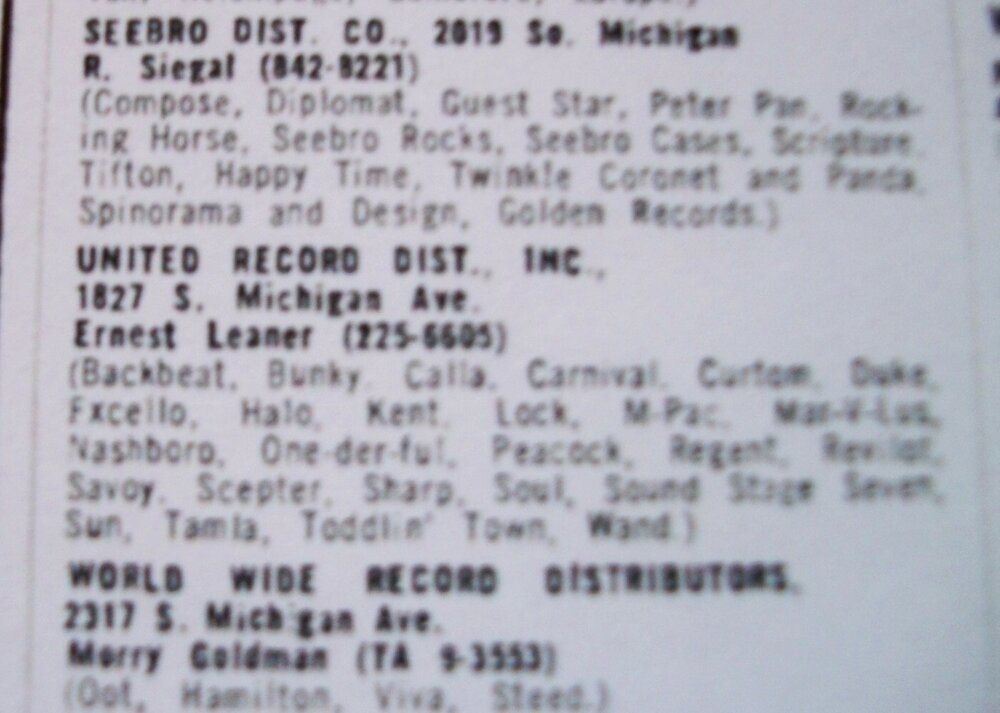 SEEBRO DIST. CO., 2019 So. Michigan
R. Siegal (842-8221)
(Compose, Diplomat, Guest Star, Peter Pan, Rock-
ing Horse, Seebro Rocks, Seebro Cases, Scripture,
Tifton, Happy Time, Twinkle Coronet and Panda,
Spinorama and Design, Golden Records.)
UNITED RECORD DIST., INC.,
1827 S. Michigan Ave.
Ernest Leaner (225-6605)
(Backbeat, Bunky, Calla, Carnival, Curtom, Duke,
Excello, Halo, Kent, Lock, M-Pac, Mar-V-Lus,
Nashboro, One-der-ful, Peacock, Regent, Revilot,
Savoy, Scepter, Sharp, Soul, Sound Stage Seven,
Sun, Tamla, Toddlin' Town, Wand.)
WORLD WIDE RECORD DISTRIBUTORS,
2317 S. Michigan Ave.
Morry Goldman (TA 9-3553)
Hamilton, Viva, Steed.)